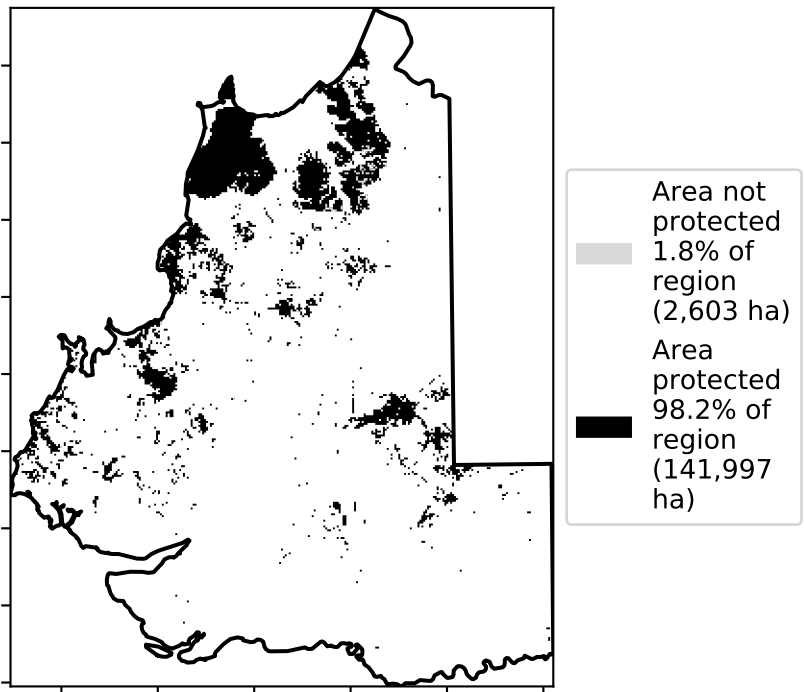 Area not
protected
1.8% of
region
(2,603 ha)
Area
protected
98.2% of
region
(141,997
ha)